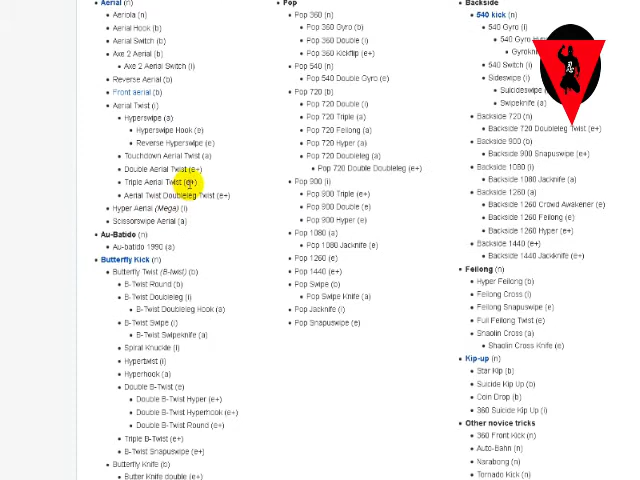 Aerial (n)
Aeriola (n)
Aerial Hook (b)
Aerial Switch (b)
Axe 2 Aerial (b)
Axe 2 Aerial Switch (i)
Reverse Aerial (b)
Front aerial (b)
Aerial Twist (i)
Hyperswipe (a)
Hyperswipe Hook (e)
Reverse Hyperswipe (e)
Touchdown Aerial Twist (a)
Double Aerial Twist (e+)
Triple Aerial Twist (e+)
Aerial Twist Doubleleg Twist (e+)
Hyper Aerial (Mega) (i)
Scissorswipe Aerial (a)
Au-Batido (n)
Au-batido 1990 (a)
Butterfly Kick (n)
Butterfly Twist (B-twist) (b)
B-Twist Round (b)
B-Twist Doubleleg (i)
B-Twist Doubleleg Hook (a)
B-Twist Swipe (i)
B-Twist Swipeknife (a)
Spiral Knuckle (i)
Hypertwist (i)
Hyperhook (a)
Double B-Twist (e)
Double B-Twist Hyper (e+)
Double B-Twist Hyperhook (e+)
Double B-Twist Round (e+)
Triple B-Twist (e+)
B-Twist Snapuswipe (e+)
Butterfly Knife (b)
Butter Knife double (e+)
Pop
Pop 360 (n)
Pop 360 Gyro (b)
Pop 360 Double (i)
Pop 360 Kickflip (e+)
Pop 540 (n)
Pop 540 Double Gyro (e)
Pop 720 (b)
Pop 720 Double (i)
Pop 720 Triple (a)
Pop 720 Feilong (a)
Pop 720 Hyper (a)
Pop 720 Doubleleg (a)
Pop 720 Double Doubleleg (e+)
Pop 900 (i)
Pop 900 Triple (e+)
Pop 900 Double (e)
Pop 900 Hyper (e)
Pop 1080 (a)
Pop 1080 Jacknife (e)
Pop 1260 (e)
Pop 1440 (e+)
Pop Swipe (b)
Pop Swipe Knife (a)
Pop Jacknife (i)
Pop Snapuswipe (e)
Backside
540 kick (n)
540 Gyro (i)
540 Gyro
540 Switch (i)
Sideswipe (i)
Swipeknife (a)
Backside 720 (n)
Backside 720 Doubleleg Twist (e+)
Backside 900 (b)
Backside 900 Snapuswipe (e+)
Backside 1080 (i)
Backside 1080 Jacknife (a)
Backside 1260 (a)
Backside 1260 Crowd Awakener (e)
Backside 1260 Feilong (e)
Backside 1260 Hyper (e+)
Backside 1440 (e+)
Backside 1440 Jackknife (e+)
Feilong (n)
Hyper Feilong (b)
Feilong Cross (i)
Feilong Snapuswipe (e)
Full Feilong Twist (e)
Shaolin Cross (a)
Shaolin Cross Knife (e)
Kip-up (n)
Star Kip (b)
Suicide Kip Up (b)
Coin Drop (b)
360 Suicide Kip Up (i)
Other novice tricks
360 Front Kick (n)
Auto-Bahn (n)
Narabong (n)
Tornado Kick (n)